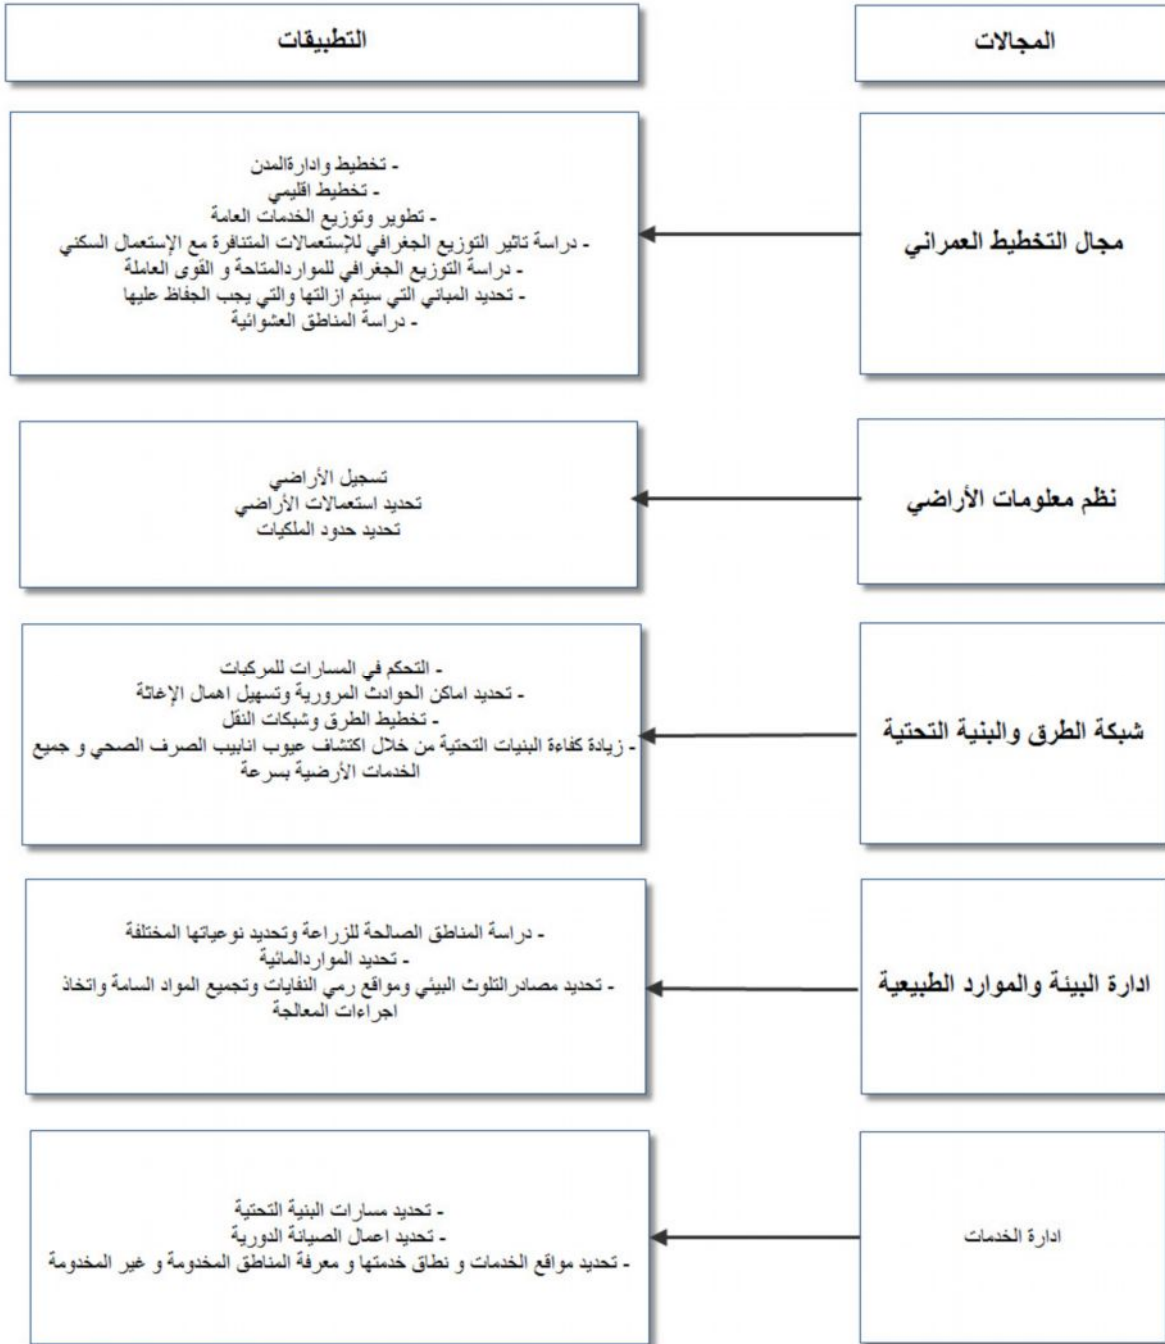 المجالات
التطبيقات
مجال التخطيط العمراني
- تخطيط وادارةالمدن
- تخطيط اقليمي
- تطوير وتوزيع الخدمات العامة
- دراسة تاثير التوزيع الجغرافي للإستعمالات المتنافرة مع الإستعمال السكني
- دراسة التوزيع الجغرافي للمواردالمتاحة و القوى العاملة
- تحديد المباني التي سيتم ازالتها والتي يجب الحفاظ عليها
- دراسة المناطق العشوائية
نظم معلومات الأراضي
تسجيل الأراضي
تحديد استعمالات الأراضي
تحديد حدود الملكيات
شبكة الطرق والبنية التحتية
- التحكم في المسارات للمركبات
- تحديد اماكن الحوادث المرورية وتسهيل اهمال الإغاثة
- تخطيط الطرق وشبكات النقل
- زيادة كفاءة البنيات التحتية من خلال اكتشاف عيوب انابيب الصرف الصحي و جميع
الخدمات الأرضية بسرعة
ادارة البيئة والموارد الطبيعية
- دراسة المناطق الصالحة للزراعة وتحديد نوعياتها المختلفة
- تحديد المواردالمائية
- تحديد مصادرالتلوث البيئي ومواقع رمي النفايات وتجميع المواد السامة واتخاذ
اجراءات المعالجة
ادارة الخدمات
- تحديد مسارات البنية التحتية
- تحديد اعمال الصيانة الدورية
- تحديد مواقع الخدمات و نطاق خدمتها و معرفة المناطق المخدومة و غير المخدومة